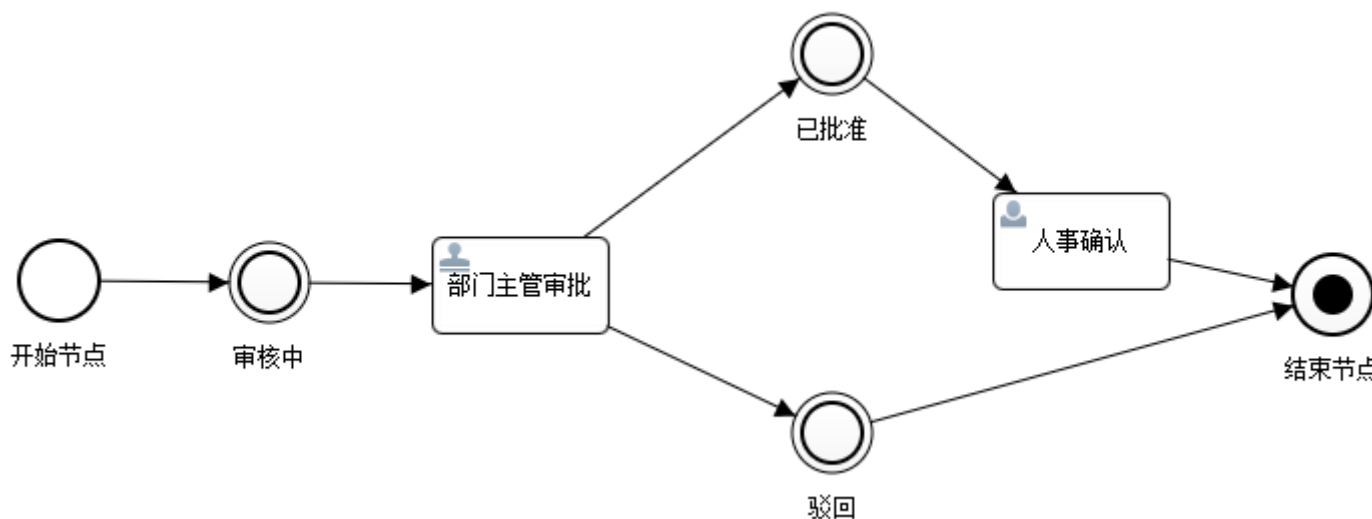 开始节点
审核中
部门主管审批
已批准
驳回
人事确认
结束节点